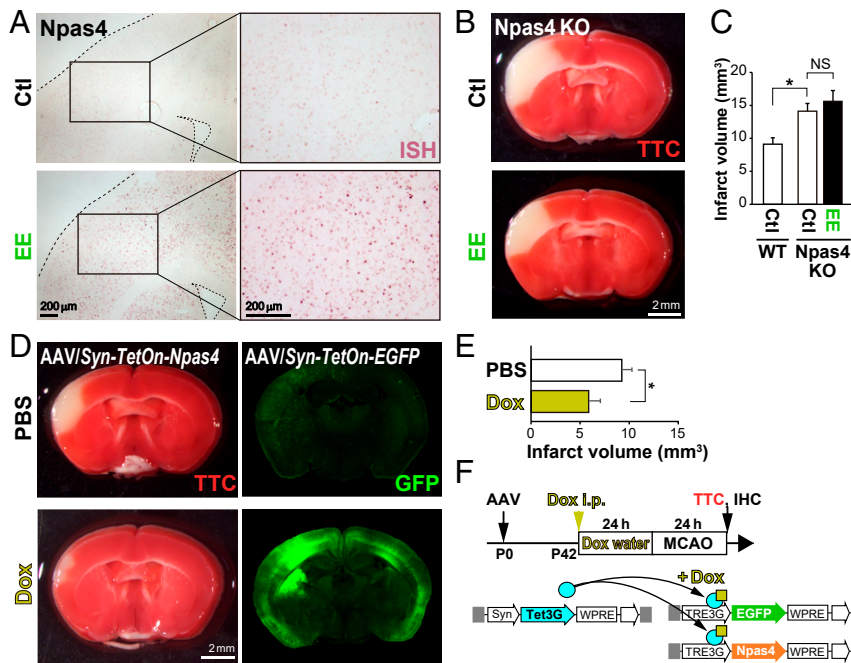 A
Npas4
Ctl
ISH
EE
200 µm
200 µm
B
Npas4 KO
Ctl
TTC
EE
2 mm
C
Infarct volume (mm³)
20
15
10
5
0
*
NS
Ctl
Ctl
EE
WT
Npas4
KO
D
AAV/Syn-TetOn-Npas4
AAV/Syn-TetOn-EGFP
PBS
TTC
GFP
Dox
2 mm
E
PBS
Dox
*
0 5 10 15
Infarct volume (mm³)
F
AAV
Dox i.p.
TTC, IHC
24 h
24 h
P0
P42
Dox water
MCAO
+ Dox
Syn
Tet3G
WPRE
TRE3G
EGFP
WPRE
TRE3G
Npas4
WPRE